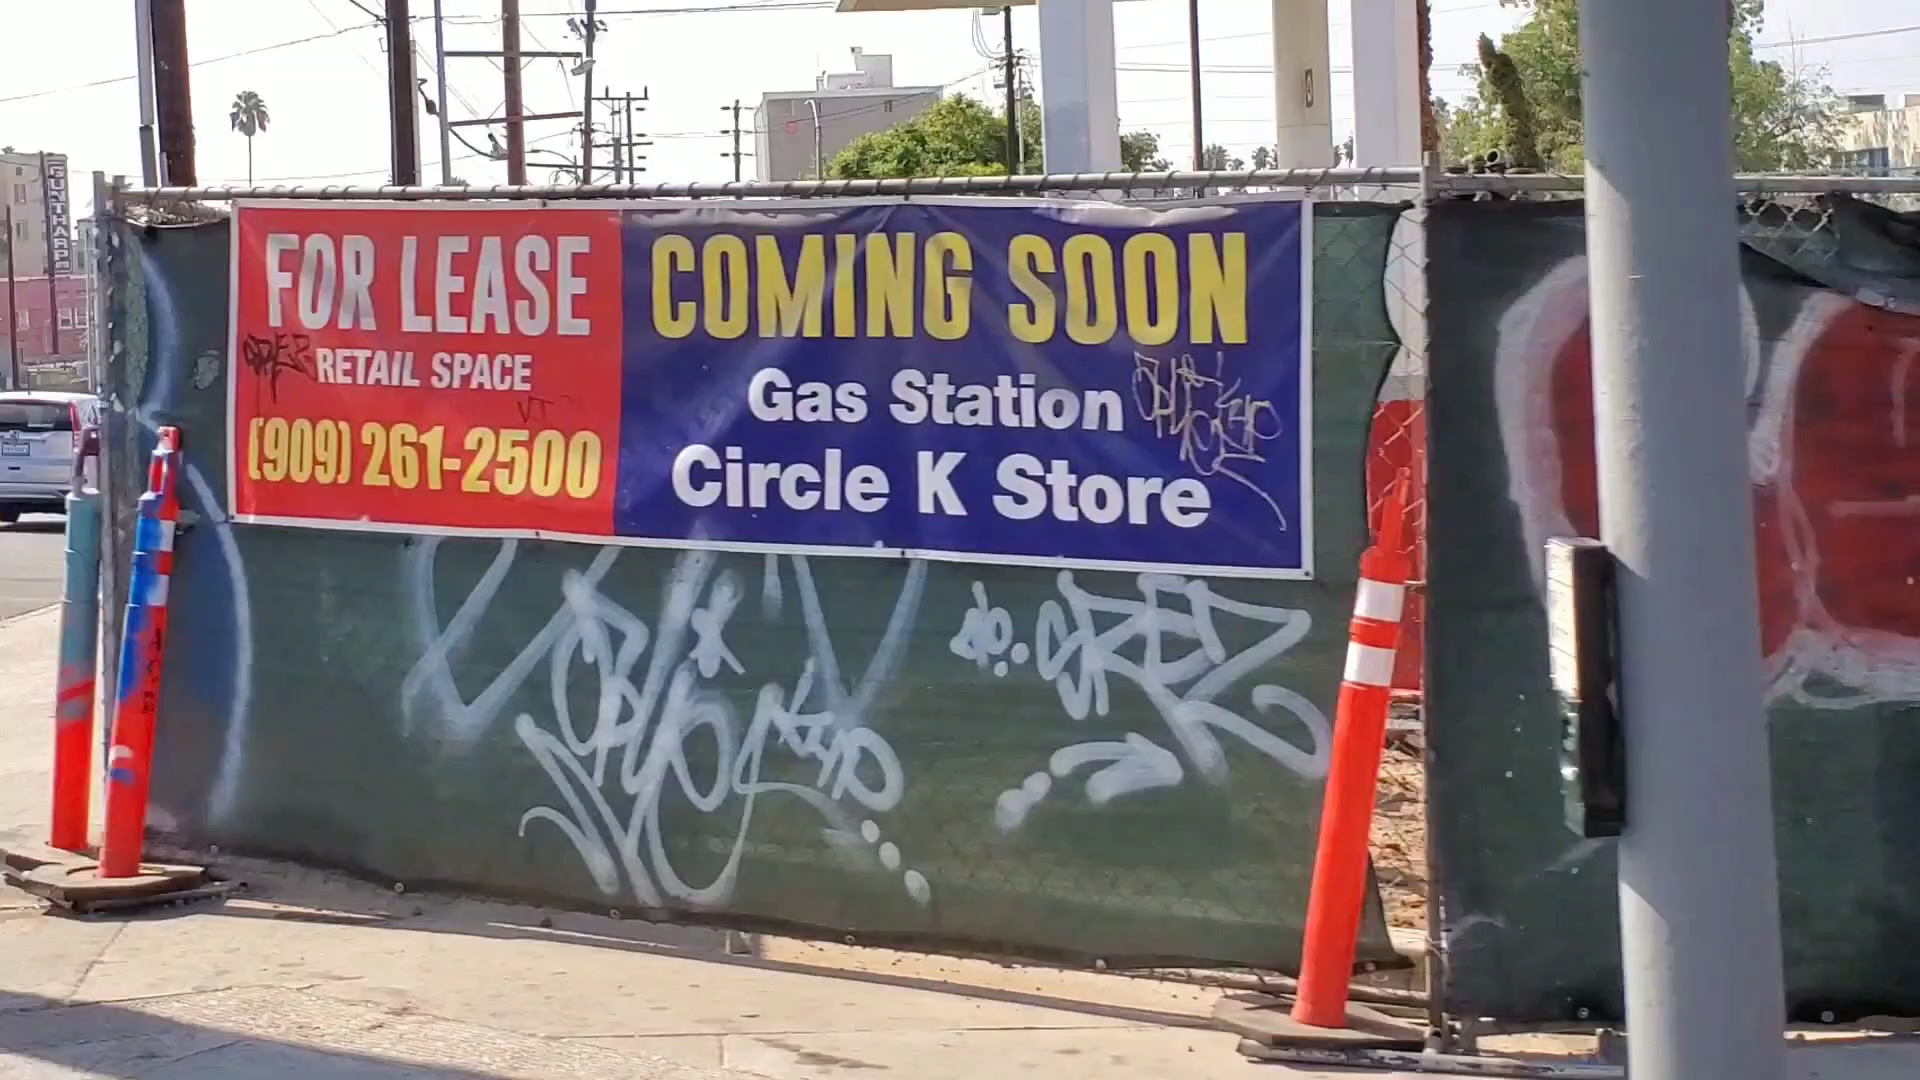 FOR LEASE
RETAIL SPACE
(909) 261-2500
COMING SOON
Gas Station
Circle K Store